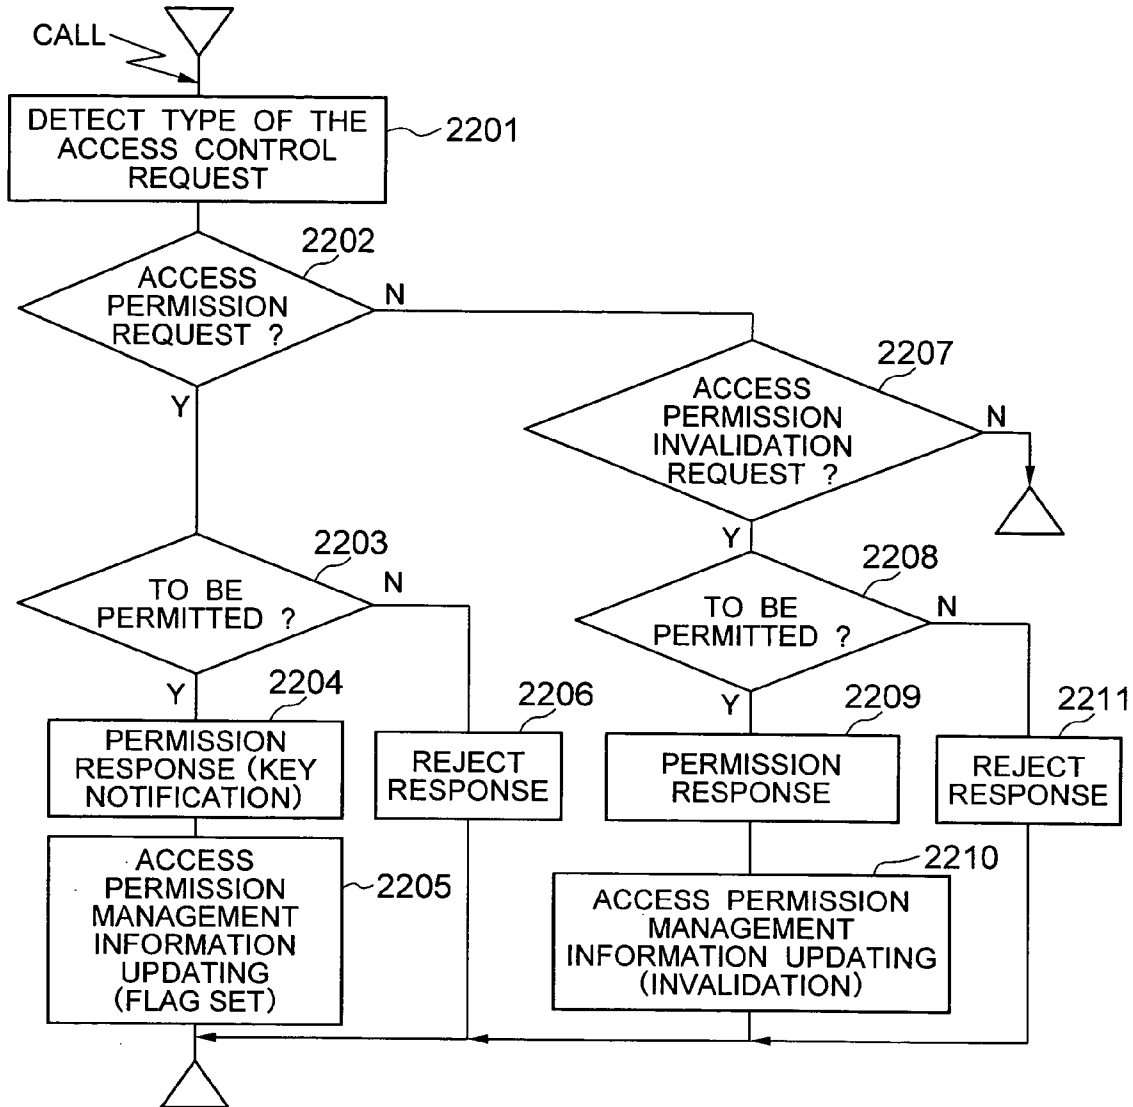 CALL
DETECT TYPE OF THE
ACCESS CONTROL
REQUEST
2201
2202
ACCESS
PERMISSION
REQUEST ?
N
Y
2207
ACCESS
PERMISSION
INVALIDATION
REQUEST ?
N
Y
2203
TO BE
PERMITTED ?
N
Y
2208
TO BE
PERMITTED ?
N
Y
2204
PERMISSION
RESPONSE (KEY
NOTIFICATION)
2206
REJECT
RESPONSE
2209
PERMISSION
RESPONSE
2211
REJECT
RESPONSE
ACCESS
PERMISSION
MANAGEMENT
INFORMATION
UPDATING
(FLAG SET)
2205
2210
ACCESS PERMISSION
MANAGEMENT
INFORMATION UPDATING
(INVALIDATION)